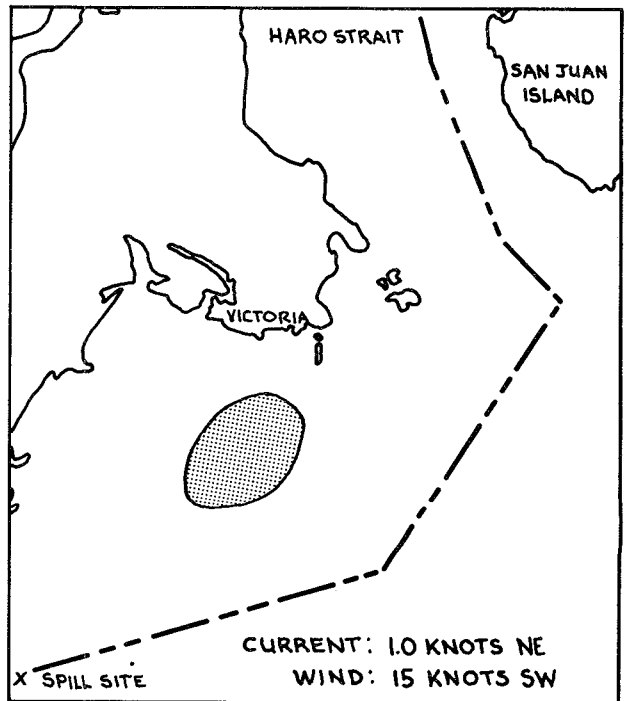 HARO STRAIT
SAN JUAN
ISLAND
VICTORIA
CURRENT: 1.0 KNOTS NE
X SPILL SITE
WIND: 15 KNOTS SW